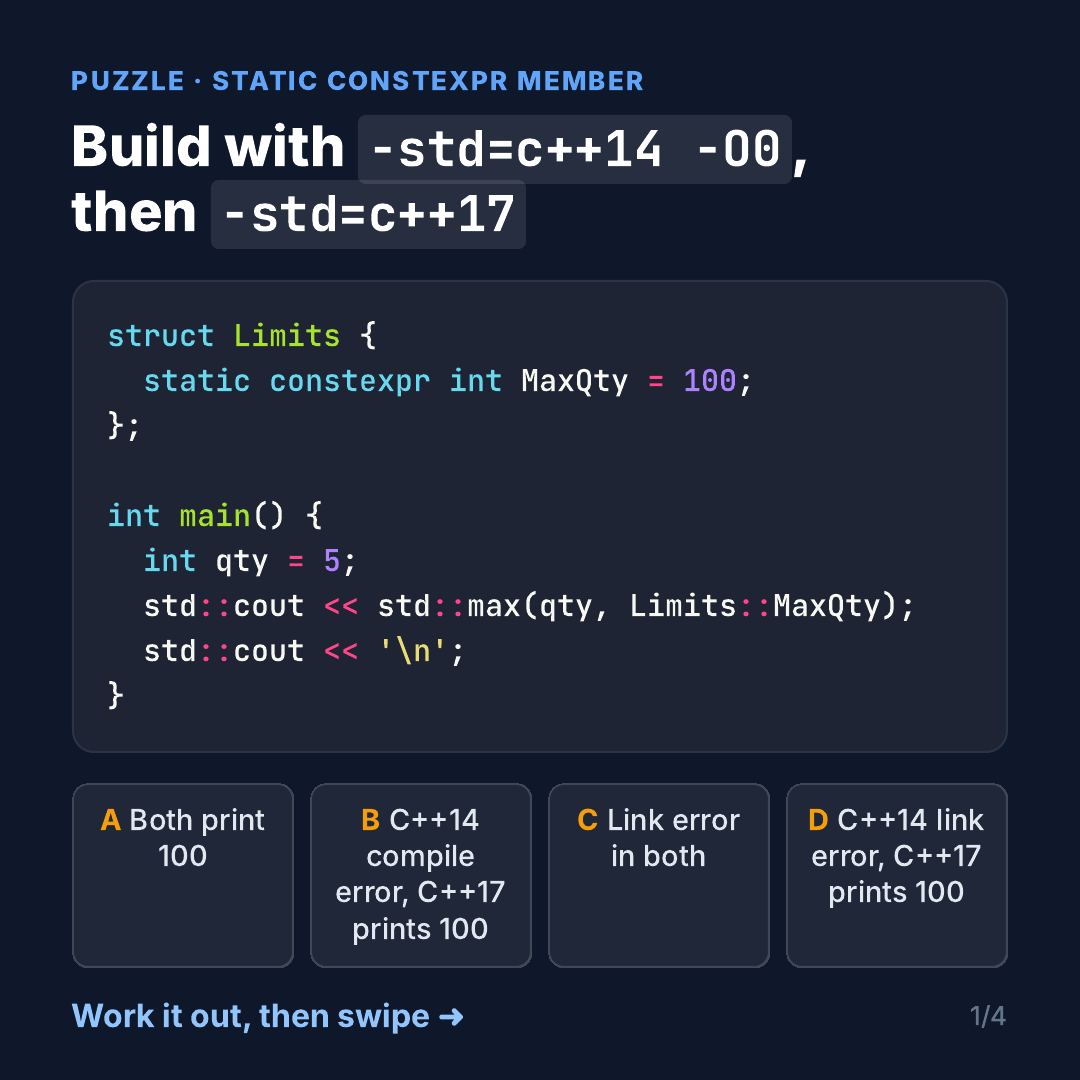 PUZZLE · STATIC CONSTEXPR MEMBER
Build with -std=c++14 -O0,
then -std=c++17
struct Limits {
  static constexpr int MaxQty = 100;
};
int main() {
  int qty = 5;
  std::cout << std::max(qty, Limits::MaxQty);
  std::cout << '\n';
}
A Both print
100
B C++14
compile
error, C++17
prints 100
C Link error
in both
D C++14 link
error, C++17
prints 100
Work it out, then swipe ➜
1/4